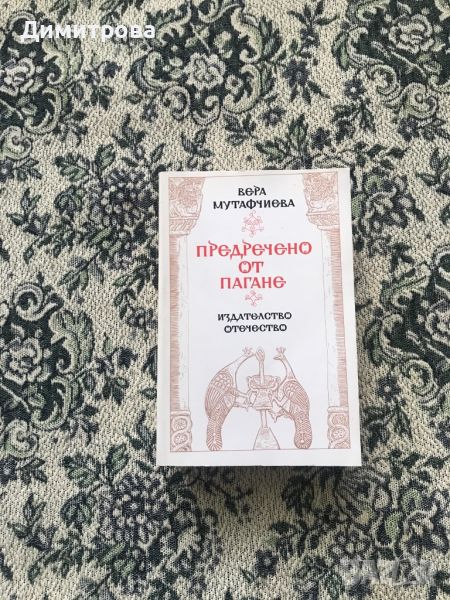 Димитрова
ВЕРА
МУТАФЧИЕВА
ПРЕДРЕЧЕНО
ОТ
ПАГАНЕ
ИЗДАТЕЛСТВО
ОТЕЧЕСТВО